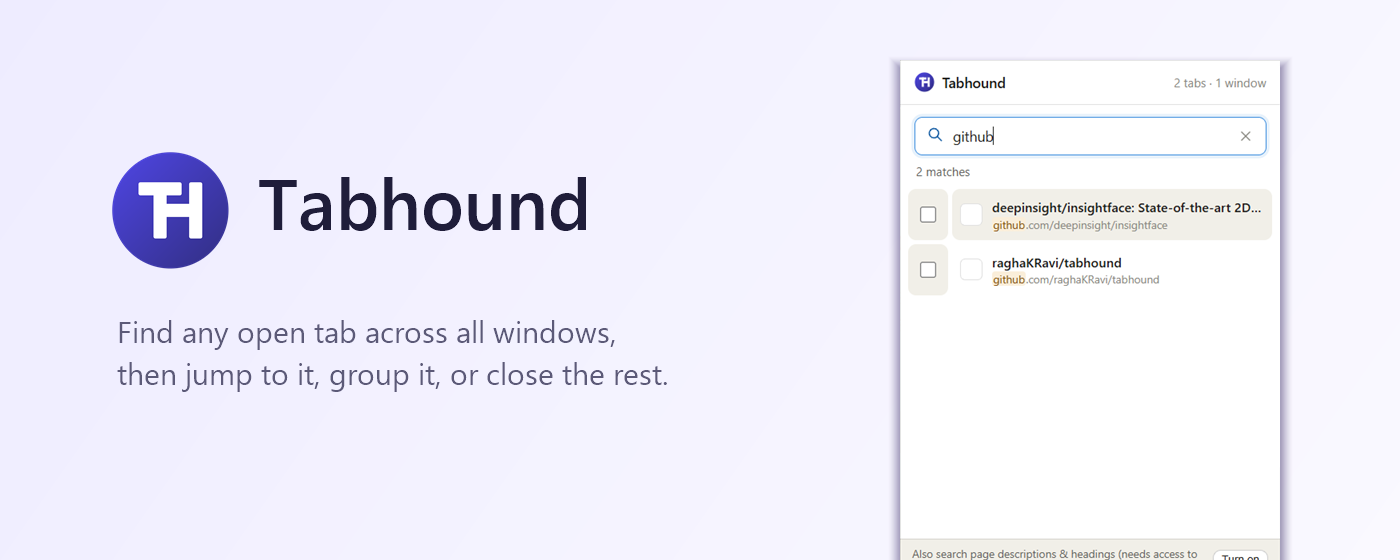 TH Tabhound
Find any open tab across all windows,
then jump to it, group it, or close the rest.
TH Tabhound 2 tabs · 1 window
github
2 matches
deepinsight/insightface: State-of-the-art 2D...
github.com/deepinsight/insightface
raghaKRavi/tabhound
github.com/raghaKRavi/tabhound
Also search page descriptions & headings (needs access to
Turn on